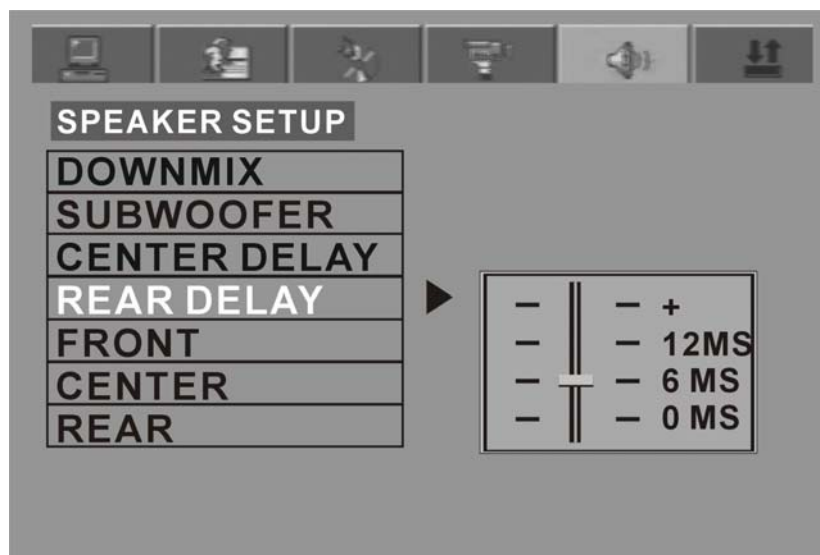 SPEAKER SETUP
DOWNMIX
SUBWOOFER
CENTER DELAY
REAR DELAY
FRONT
CENTER
REAR
+
12MS
6 MS
0 MS